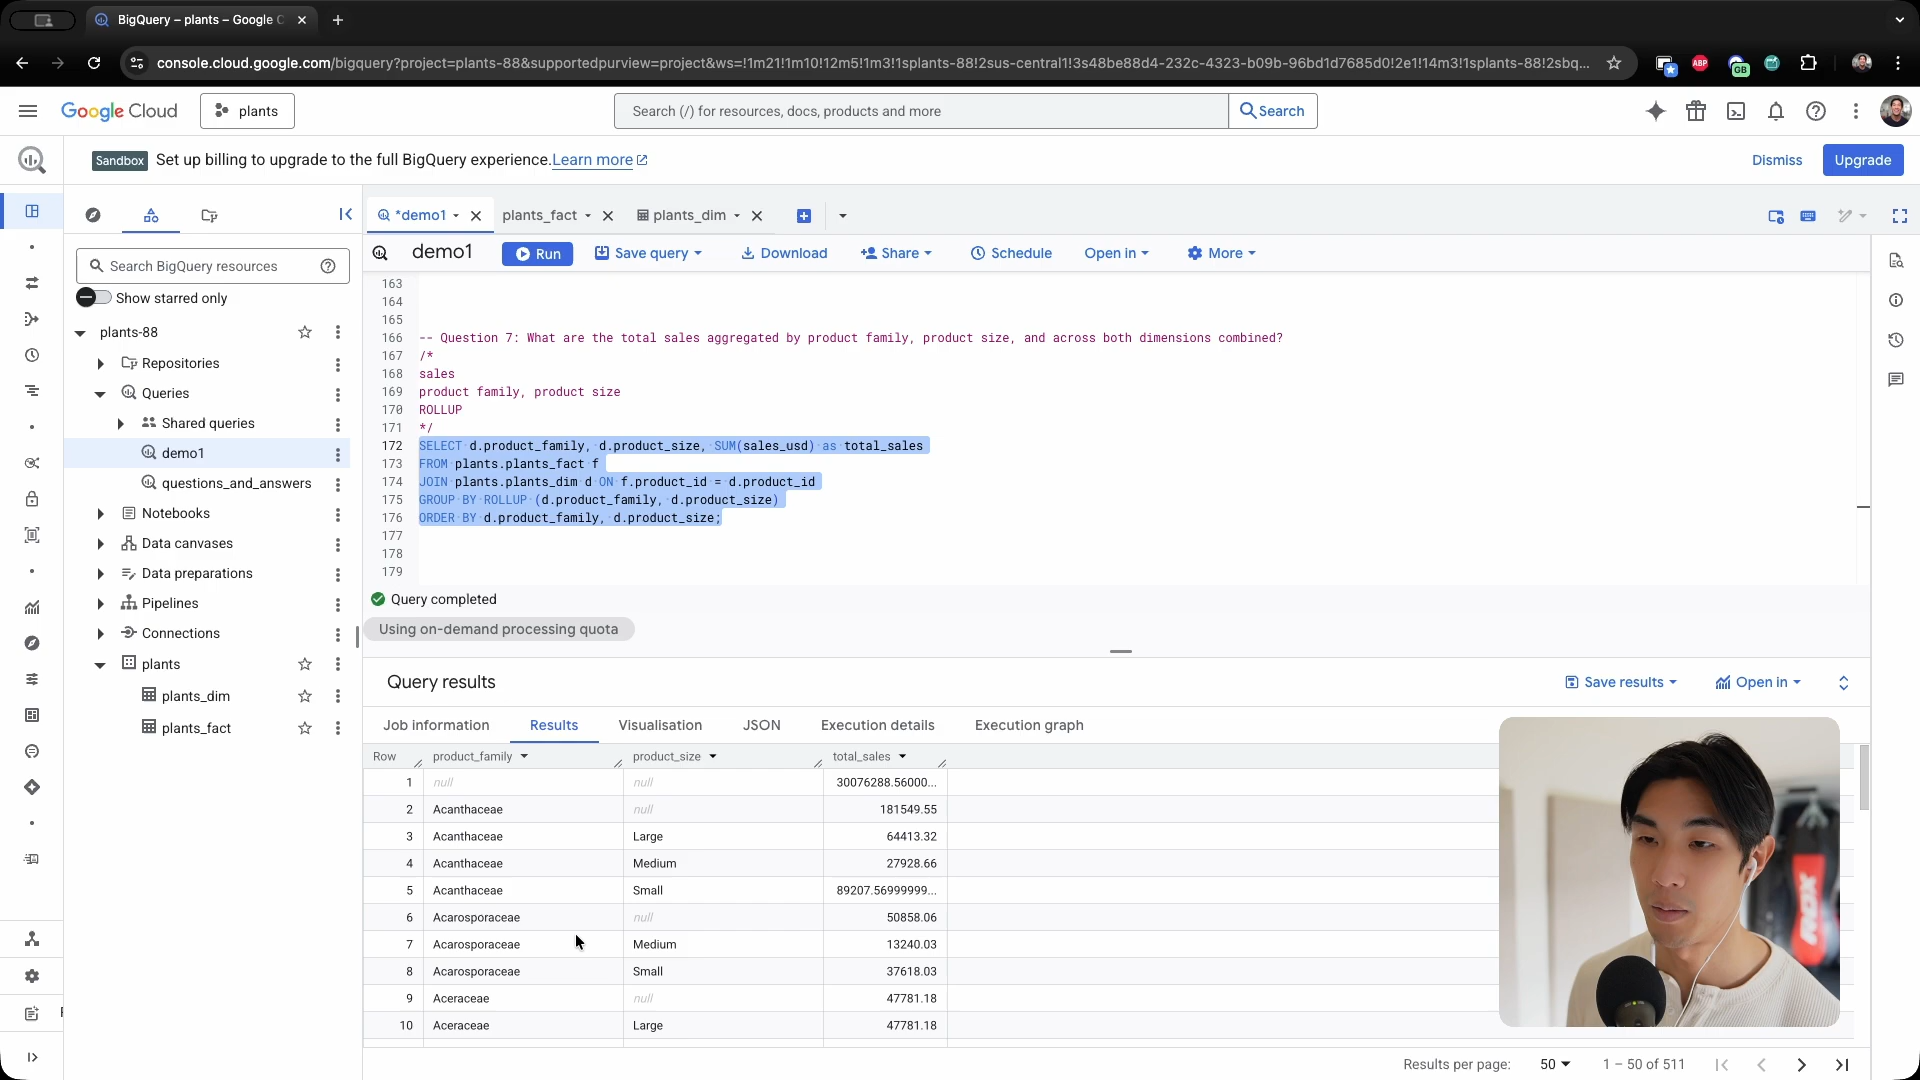 BigQuery – plants – Google C
console.cloud.google.com/bigquery?project=plants-88&supportedpurview=project&ws=!1m21!1m10!12m5!1m3!1splants-88!2sus-central1!3s48be88d4-232c-4323-b09b-96bd1d7685d0!2e1!14m3!1splants-88!2sbq...
ABP
GB
Google Cloud
plants
Search (/) for resources, docs, products and more
Search
Sandbox
Set up billing to upgrade to the full BigQuery experience. Learn more
Dismiss
Upgrade
*demo1
plants_fact
plants_dim
demo1
Run
Save query
Download
Share
Schedule
Open in
More
Search BigQuery resources
Show starred only
plants-88
Repositories
Queries
Shared queries
demo1
questions_and_answers
Notebooks
Data canvases
Data preparations
Pipelines
Connections
plants
plants_dim
plants_fact
163
164
165
166 -- Question 7: What are the total sales aggregated by product family, product size, and across both dimensions combined?
167 /*
168 sales
169 product family, product size
170 ROLLUP
171 */
172 SELECT d.product_family, d.product_size, SUM(sales_usd) as total_sales
173 FROM plants.plants_fact f
174 JOIN plants.plants_dim d ON f.product_id = d.product_id
175 GROUP BY ROLLUP (d.product_family, d.product_size)
176 ORDER BY d.product_family, d.product_size;
177
178
179
Query completed
Using on-demand processing quota
Query results
Save results
Open in
Job information
Results
Visualisation
JSON
Execution details
Execution graph
Row product_family product_size total_sales
1 null null 30076288.56000...
2 Acanthaceae null 181549.55
3 Acanthaceae Large 64413.32
4 Acanthaceae Medium 27928.66
5 Acanthaceae Small 89207.56999999...
6 Acarosporaceae null 50858.06
7 Acarosporaceae Medium 13240.03
8 Acarosporaceae Small 37618.03
9 Aceraceae null 47781.18
10 Aceraceae Large 47781.18
RDX
Results per page: 50 1 – 50 of 511